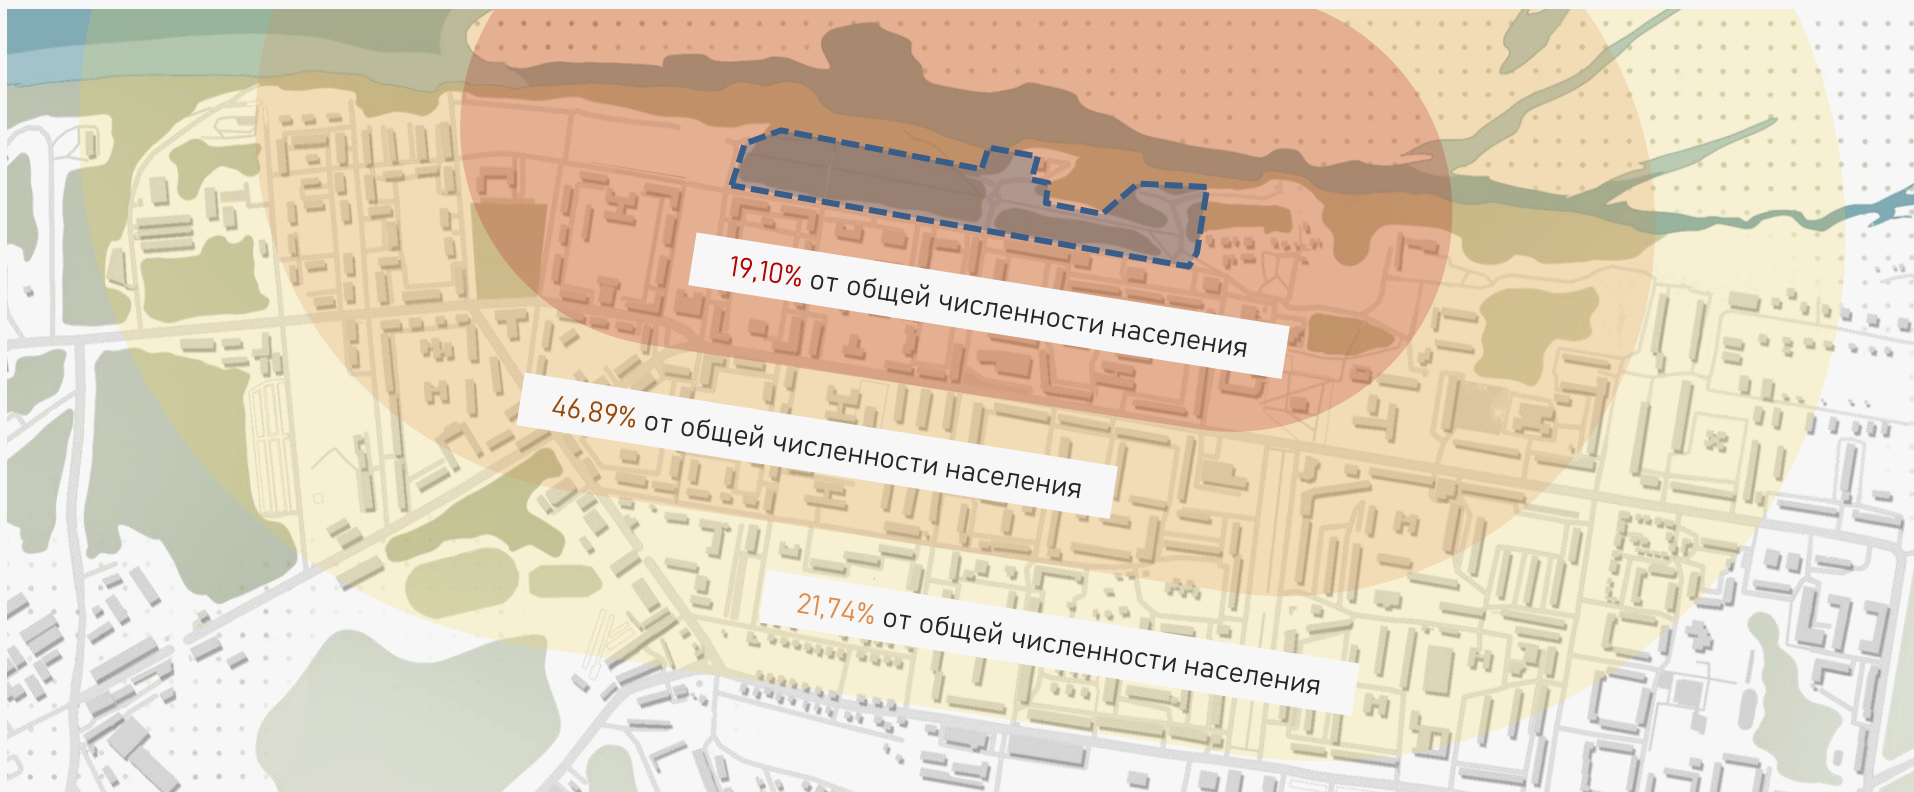 19,10% от общей численности населения
46,89% от общей численности населения
21,74% от общей численности населения